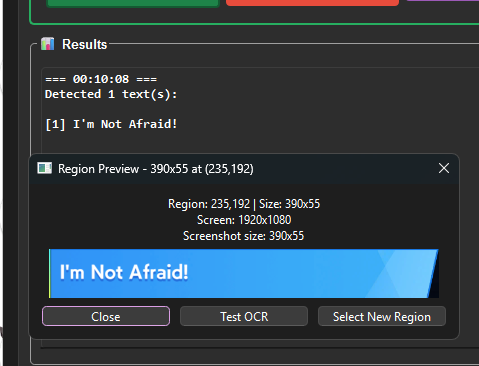 Results
=== 00:10:08 ===
Detected 1 text(s):
[1] I'm Not Afraid!
Region Preview - 390x55 at (235,192)
Region: 235,192 | Size: 390x55
Screen: 1920x1080
Screenshot size: 390x55
I'm Not Afraid!
Close
Test OCR
Select New Region